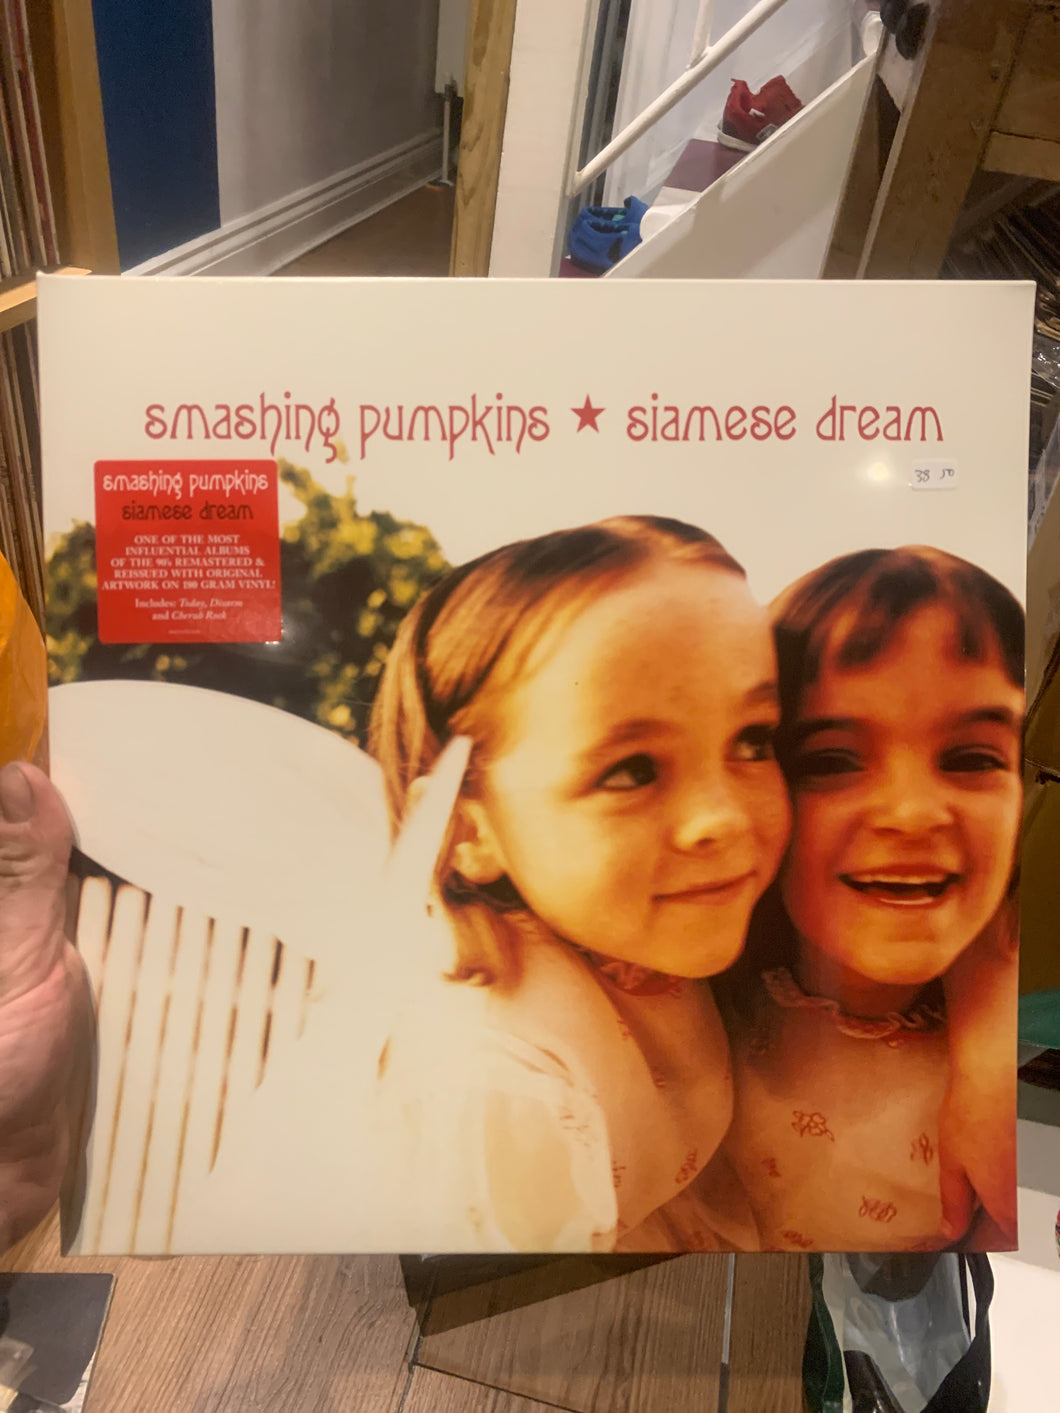 smashing pumpkins ★ siamese dream
38 50
smashing pumpkins
siamese dream
ONE OF THE MOST
INFLUENTIAL ALBUMS
OF THE 90's REMASTERED &
REISSUED WITH ORIGINAL
ARTWORK ON 180 GRAM VINYL!
Includes: Today, Disarm
and Cherub Rock